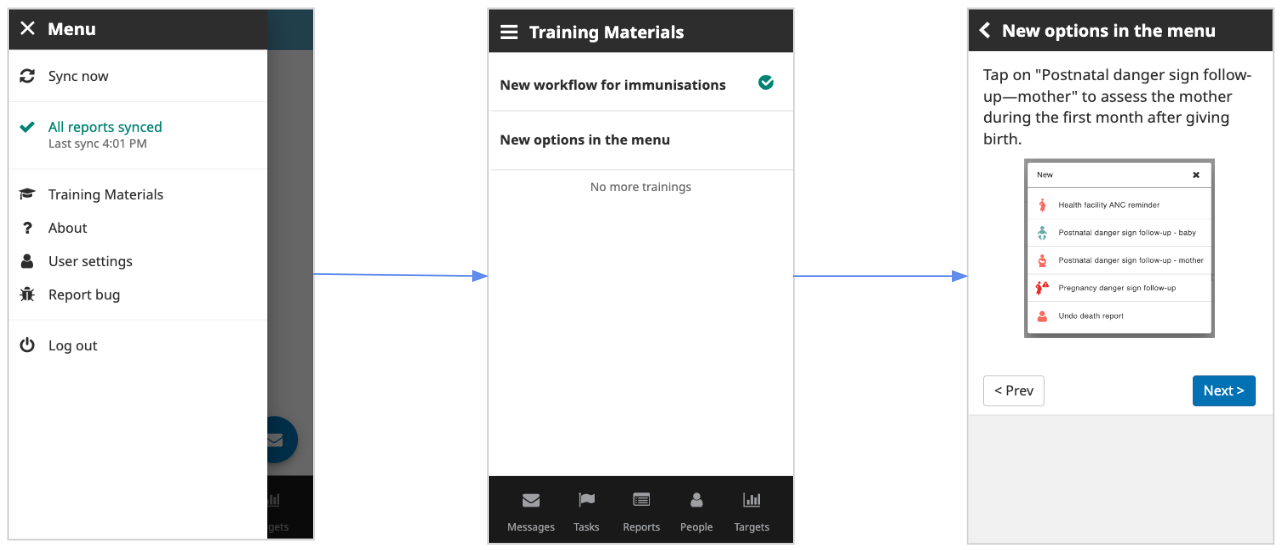 Menu
Sync now
All reports synced
Last sync 4:01 PM
Training Materials
About
User settings
Report bug
Log out
gets
Training Materials
New workflow for immunisations
New options in the menu
No more trainings
Messages Tasks Reports People Targets
New options in the menu
Tap on "Postnatal danger sign follow-
up—mother" to assess the mother
during the first month after giving
birth.
New
Health facility ANC reminder
Postnatal danger sign follow-up - baby
Postnatal danger sign follow-up - mother
Pregnancy danger sign follow-up
Undo death report
< Prev Next >